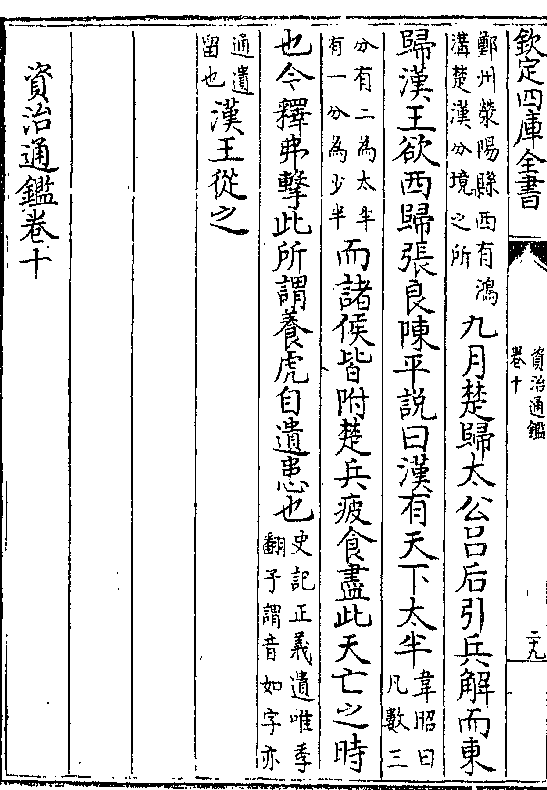 欽定四庫全書
資治通鑑
卷十
二十九
鄭州滎陽縣西有鴻
溝楚漢分境之所
九月楚歸太公吕后引兵解而東
歸漢王欲西歸張良陳平說曰漢有天下太半
韋昭曰
凡數三
分有二為太半
有一分為少半
而諸侯皆附楚兵疲食盡此天亡之時
也今釋弗擊此所謂養虎自遺患也
史記正義遺唯季
翻予謂音如字亦
通遺
留也
漢王從之
資治通鑑卷十